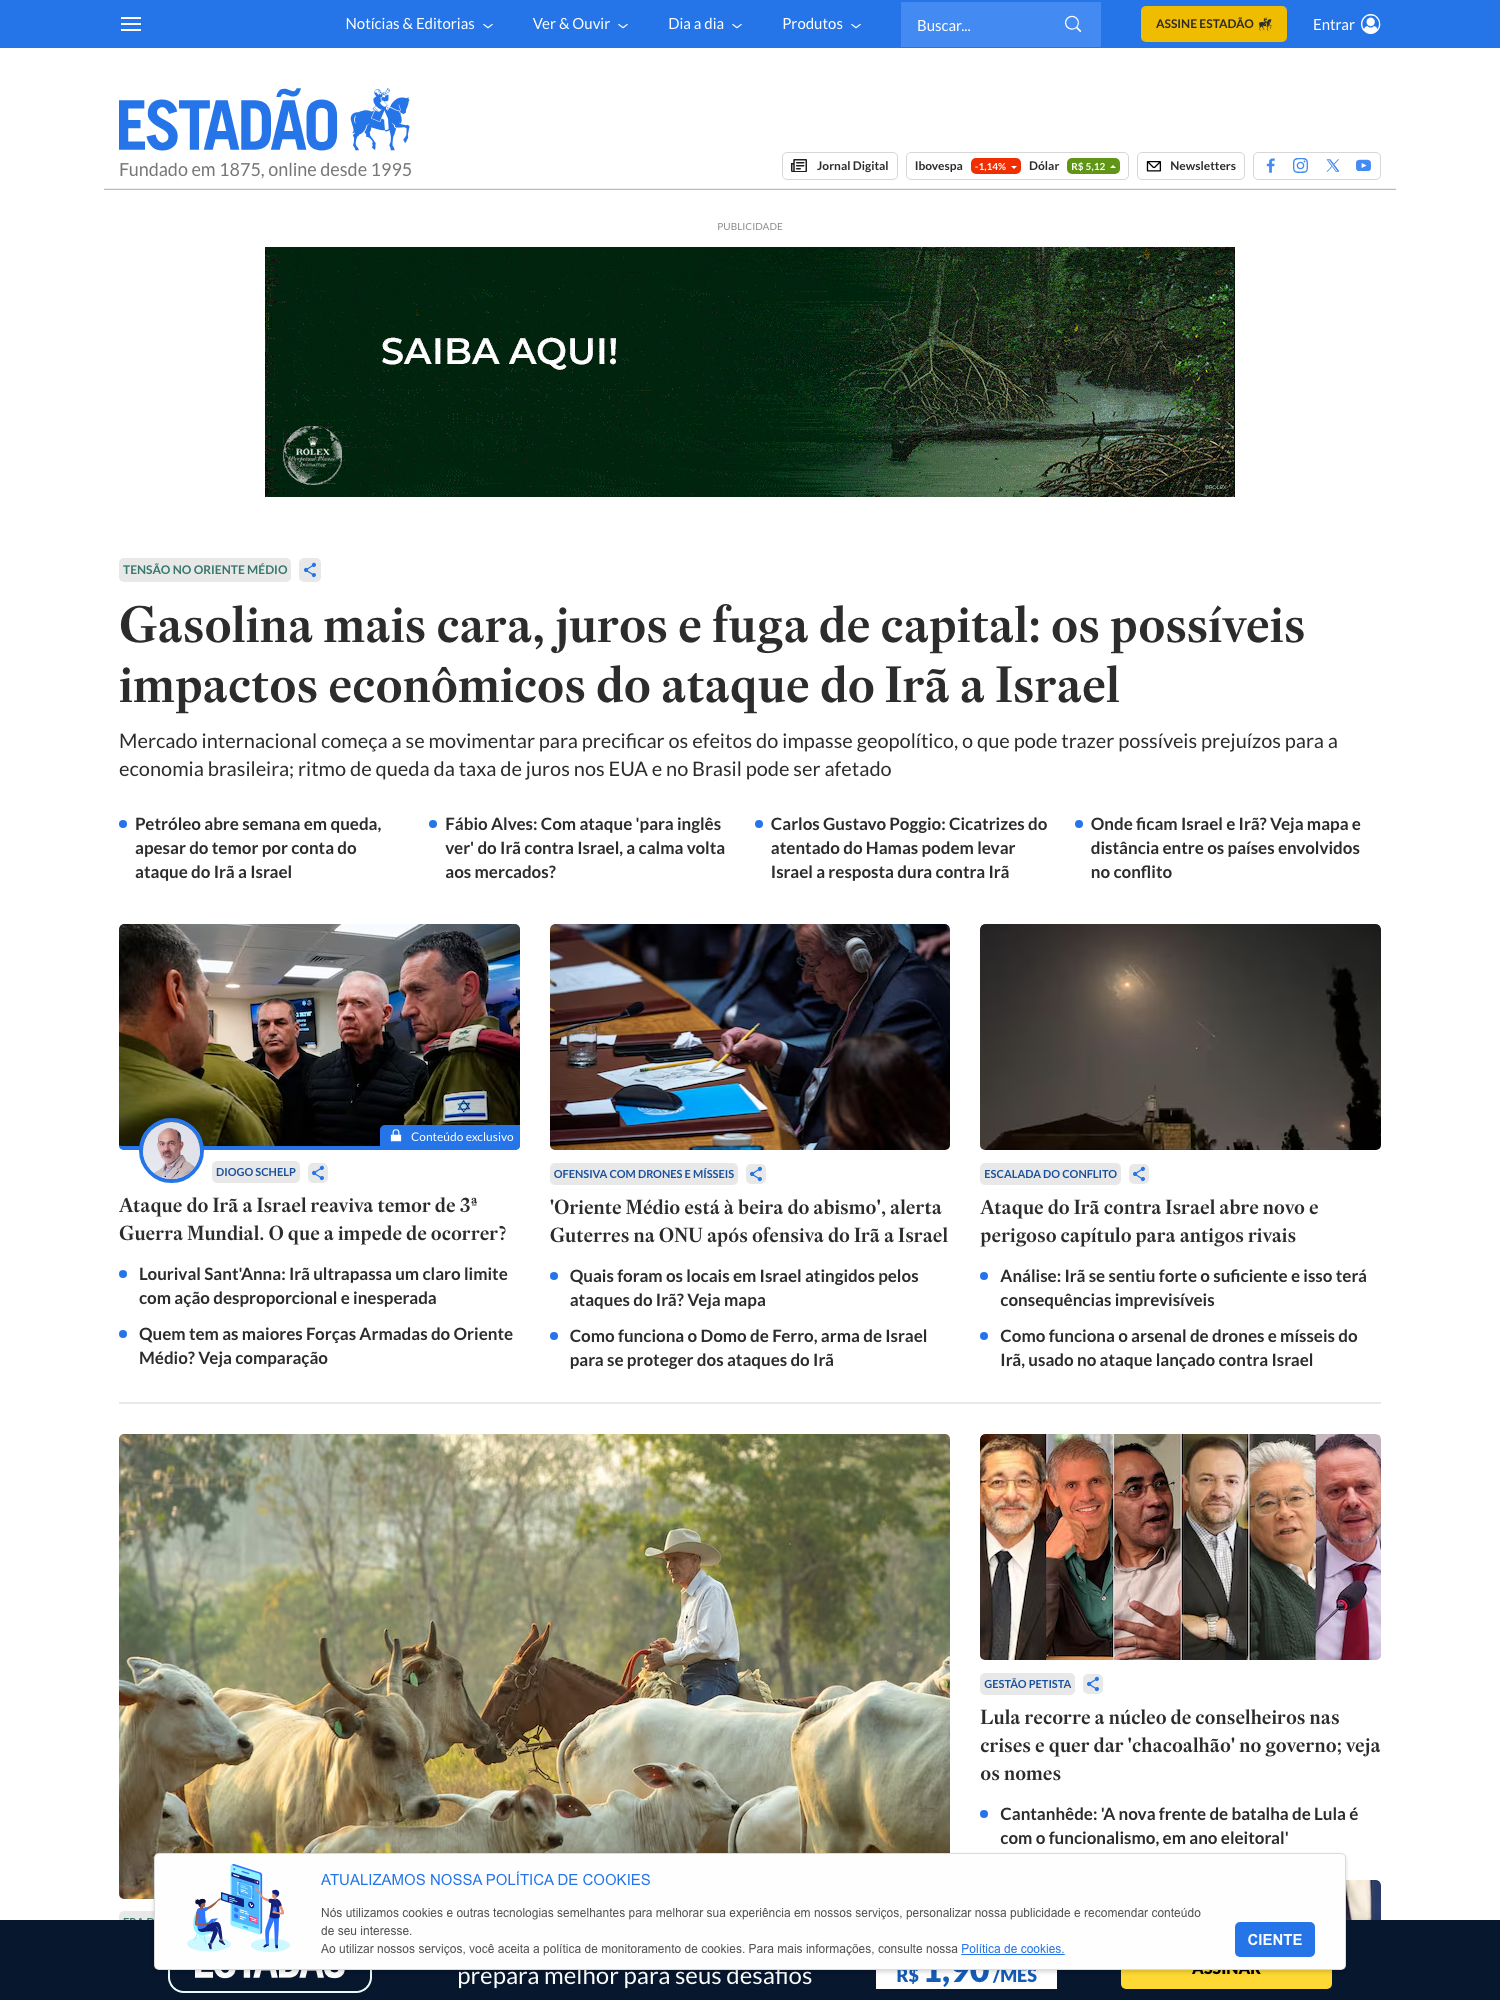 Notícias & Editorias
Ver & Ouvir
Dia a dia
Produtos
Buscar...
ASSINE ESTADÃO
Entrar
ESTADÃO
Fundado em 1875, online desde 1995
Jornal Digital
Ibovespa -1,14% Dólar R$ 5,12
Newsletters
PUBLICIDADE
SAIBA AQUI!
ROLEX
Perpetual Planet
Initiative
©ROLEX
TENSÃO NO ORIENTE MÉDIO
Gasolina mais cara, juros e fuga de capital: os possíveis
impactos econômicos do ataque do Irã a Israel
Mercado internacional começa a se movimentar para precificar os efeitos do impasse geopolítico, o que pode trazer possíveis prejuízos para a
economia brasileira; ritmo de queda da taxa de juros nos EUA e no Brasil pode ser afetado
Petróleo abre semana em queda,
apesar do temor por conta do
ataque do Irã a Israel
Fábio Alves: Com ataque 'para inglês
ver' do Irã contra Israel, a calma volta
aos mercados?
Carlos Gustavo Poggio: Cicatrizes do
atentado do Hamas podem levar
Israel a resposta dura contra Irã
Onde ficam Israel e Irã? Veja mapa e
distância entre os países envolvidos
no conflito
Conteúdo exclusivo
DIOGO SCHELP
Ataque do Irã a Israel reaviva temor de 3ª
Guerra Mundial. O que a impede de ocorrer?
Lourival Sant'Anna: Irã ultrapassa um claro limite
com ação desproporcional e inesperada
Quem tem as maiores Forças Armadas do Oriente
Médio? Veja comparação
OFENSIVA COM DRONES E MÍSSEIS
'Oriente Médio está à beira do abismo', alerta
Guterres na ONU após ofensiva do Irã a Israel
Quais foram os locais em Israel atingidos pelos
ataques do Irã? Veja mapa
Como funciona o Domo de Ferro, arma de Israel
para se proteger dos ataques do Irã
ESCALADA DO CONFLITO
Ataque do Irã contra Israel abre novo e
perigoso capítulo para antigos rivais
Análise: Irã se sentiu forte o suficiente e isso terá
consequências imprevisíveis
Como funciona o arsenal de drones e mísseis do
Irã, usado no ataque lançado contra Israel
GESTÃO PETISTA
Lula recorre a núcleo de conselheiros nas
crises e quer dar 'chacoalhão' no governo; veja
os nomes
Cantanhêde: 'A nova frente de batalha de Lula é
com o funcionalismo, em ano eleitoral'
ATUALIZAMOS NOSSA POLÍTICA DE COOKIES
Nós utilizamos cookies e outras tecnologias semelhantes para melhorar sua experiência em nossos serviços, personalizar nossa publicidade e recomendar conteúdo
de seu interesse.
Ao utilizar nossos serviços, você aceita a política de monitoramento de cookies. Para mais informações, consulte nossa Política de cookies.
CIENTE
ESTADÃO
prepara melhor para seus desafios
R$ 1,90/MÊS
ASSINAR